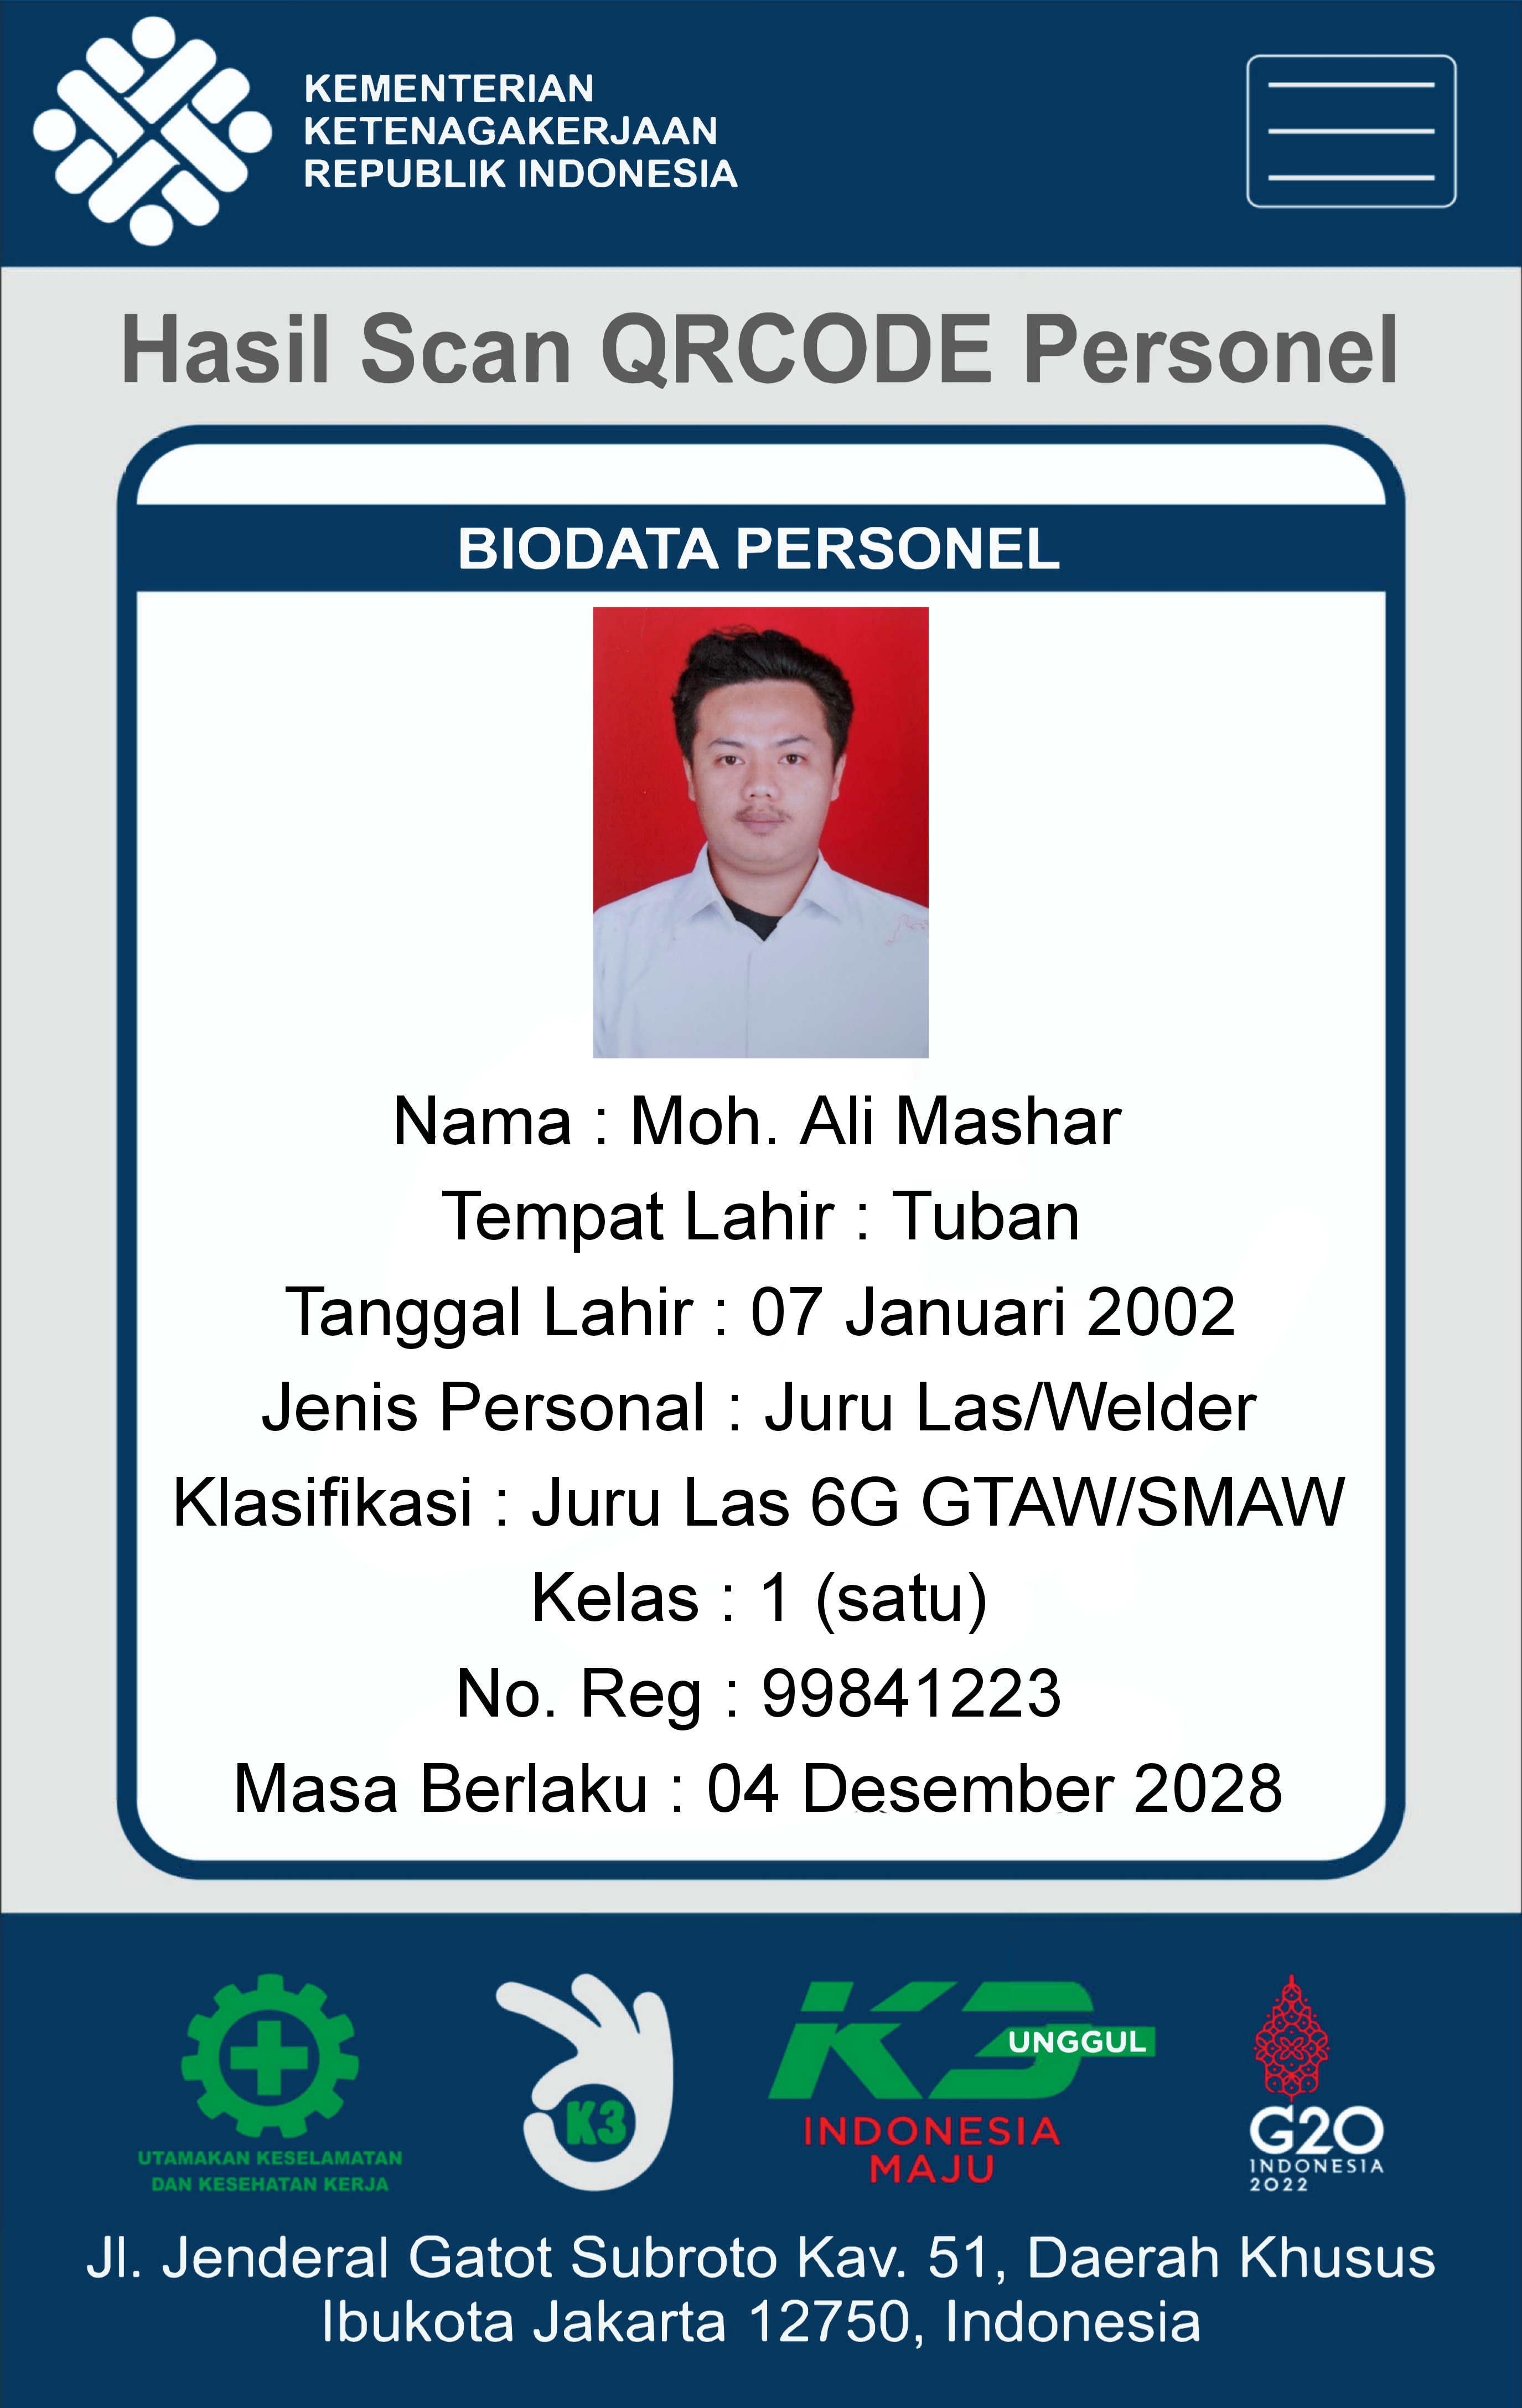 KEMENTERIAN
KETENAGAKERJAAN
REPUBLIK INDONESIA
Hasil Scan QRCODE Personel
BIODATA PERSONEL
Nama : Moh. Ali Mashar
Tempat Lahir : Tuban
Tanggal Lahir : 07 Januari 2002
Jenis Personal : Juru Las/Welder
Klasifikasi : Juru Las 6G GTAW/SMAW
Kelas : 1 (satu)
No. Reg : 99841223
Masa Berlaku : 04 Desember 2028
UTAMAKAN KESELAMATAN
DAN KESEHATAN KERJA
K3
K3
UNGGUL
INDONESIA
MAJU
G20
INDONESIA
2022
Jl. Jenderal Gatot Subroto Kav. 51, Daerah Khusus
Ibukota Jakarta 12750, Indonesia